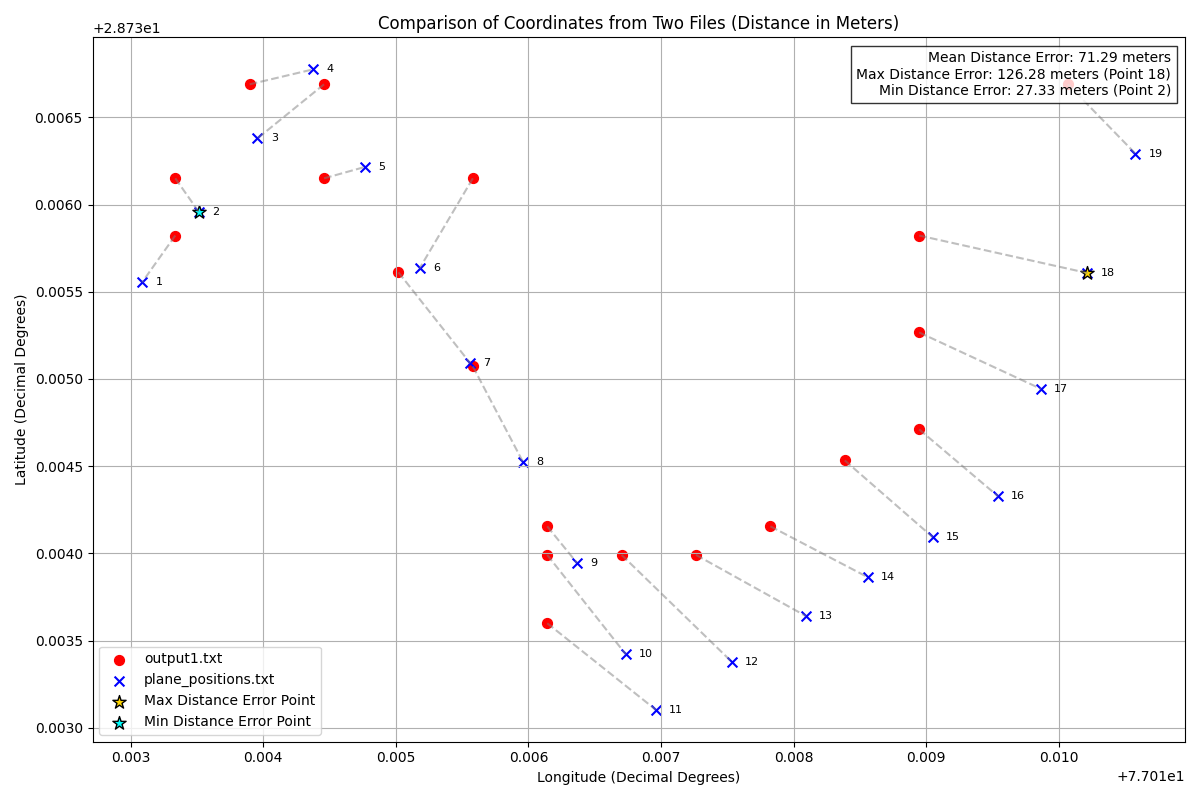 Comparison of Coordinates from Two Files (Distance in Meters)
+2.873e1
Mean Distance Error: 71.29 meters
Max Distance Error: 126.28 meters (Point 18)
Min Distance Error: 27.33 meters (Point 2)
0.0065
0.0060
0.0055
0.0050
0.0045
0.0040
0.0035
0.0030
Latitude (Decimal Degrees)
4
3
19
5
2
6
18
1
7
17
8
16
15
9
14
13
10
12
11
output1.txt
plane_positions.txt
Max Distance Error Point
Min Distance Error Point
0.003
0.004
0.005
0.006
0.007
0.008
0.009
0.010
Longitude (Decimal Degrees)
+7.701e1